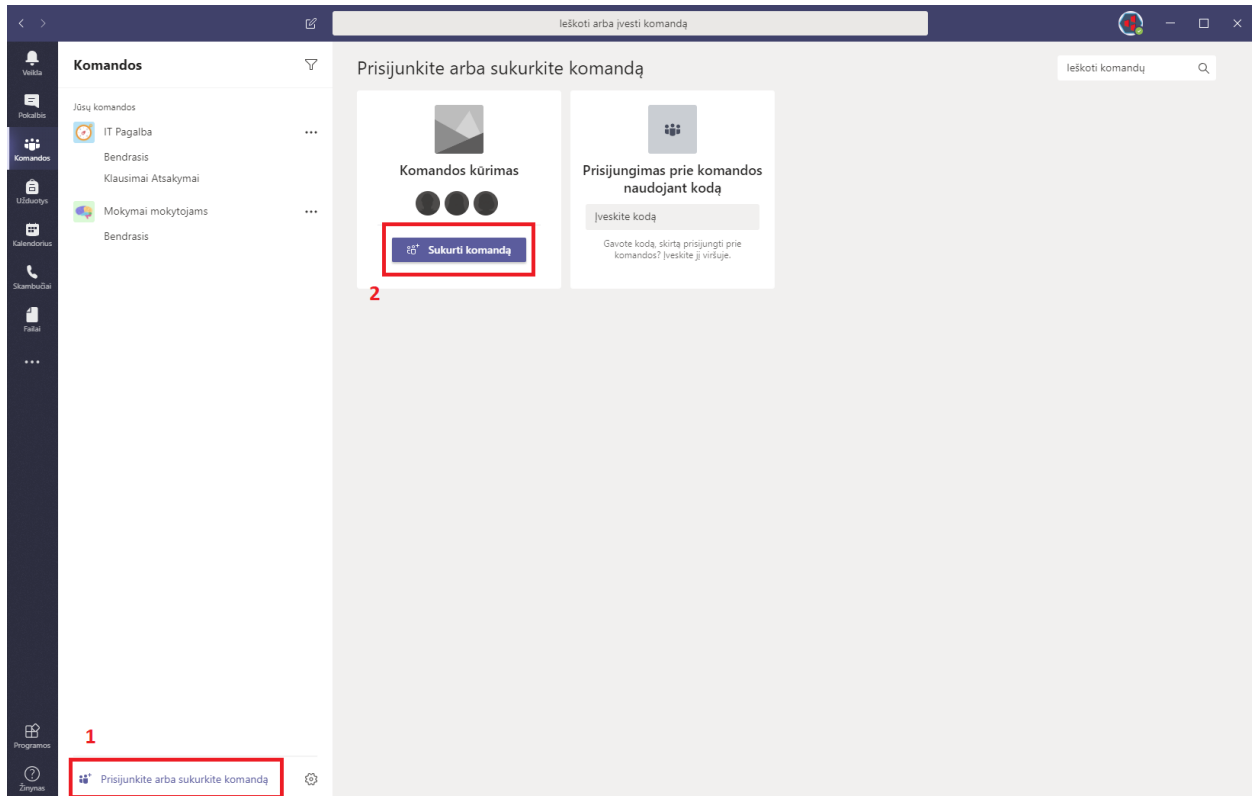 Ieškoti arba įvesti komandą
Veikla
Pokalbis
Komandos
Užduotys
Kalendorius
Skambučiai
Failai
Programos
Žinynas
Komandos
Jūsų komandos
IT Pagalba
Bendrasis
Klausimai Atsakymai
Mokymai mokytojams
Bendrasis
1
Prisijunkite arba sukurkite komandą
Prisijunkite arba sukurkite komandą
Ieškoti komandų
Komandos kūrimas
Sukurti komandą
2
Prisijungimas prie komandos
naudojant kodą
Įveskite kodą
Gavote kodą, skirtą prisijungti prie
komandos? Įveskite jį viršuje.